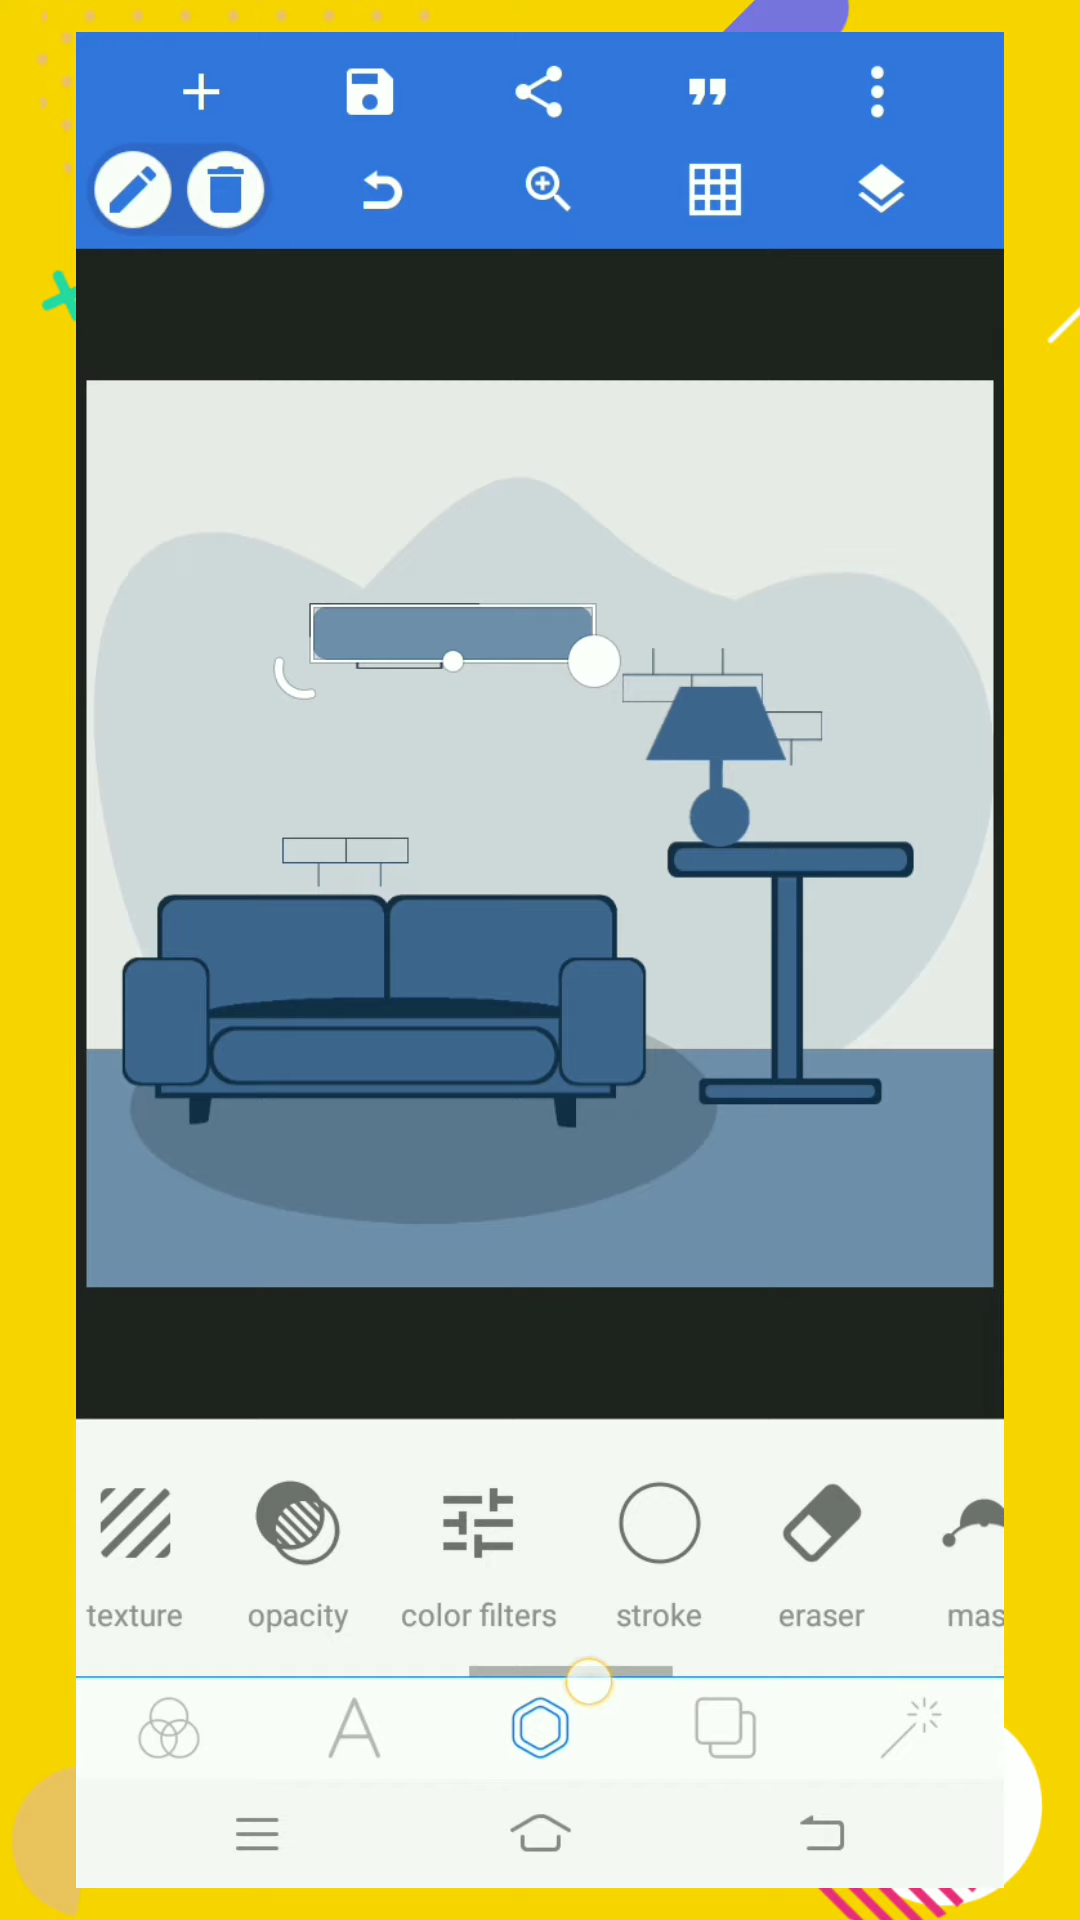 texture
opacity
color filters
stroke
eraser
mas